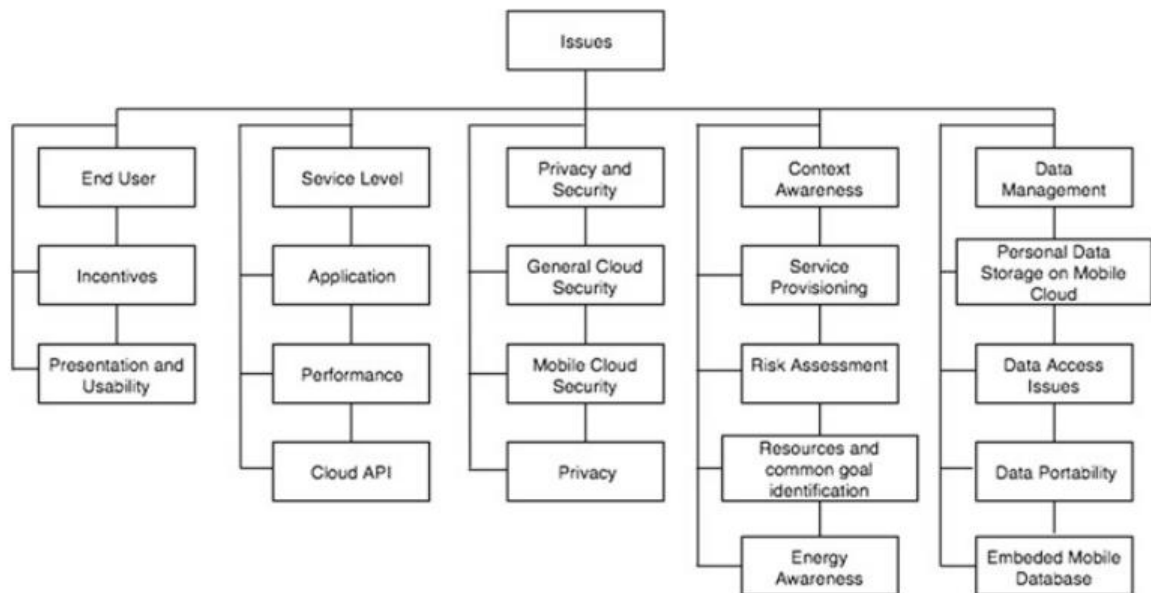 Issues
End User
Incentives
Presentation and
Usability
Sevice Level
Application
Performance
Cloud API
Privacy and
Security
General Cloud
Security
Mobile Cloud
Security
Privacy
Context
Awareness
Service
Provisioning
Risk Assessment
Resources and
common goal
identification
Energy
Awareness
Data
Management
Personal Data
Storage on Mobile
Cloud
Data Access
Issues
Data Portability
Embeded Mobile
Database